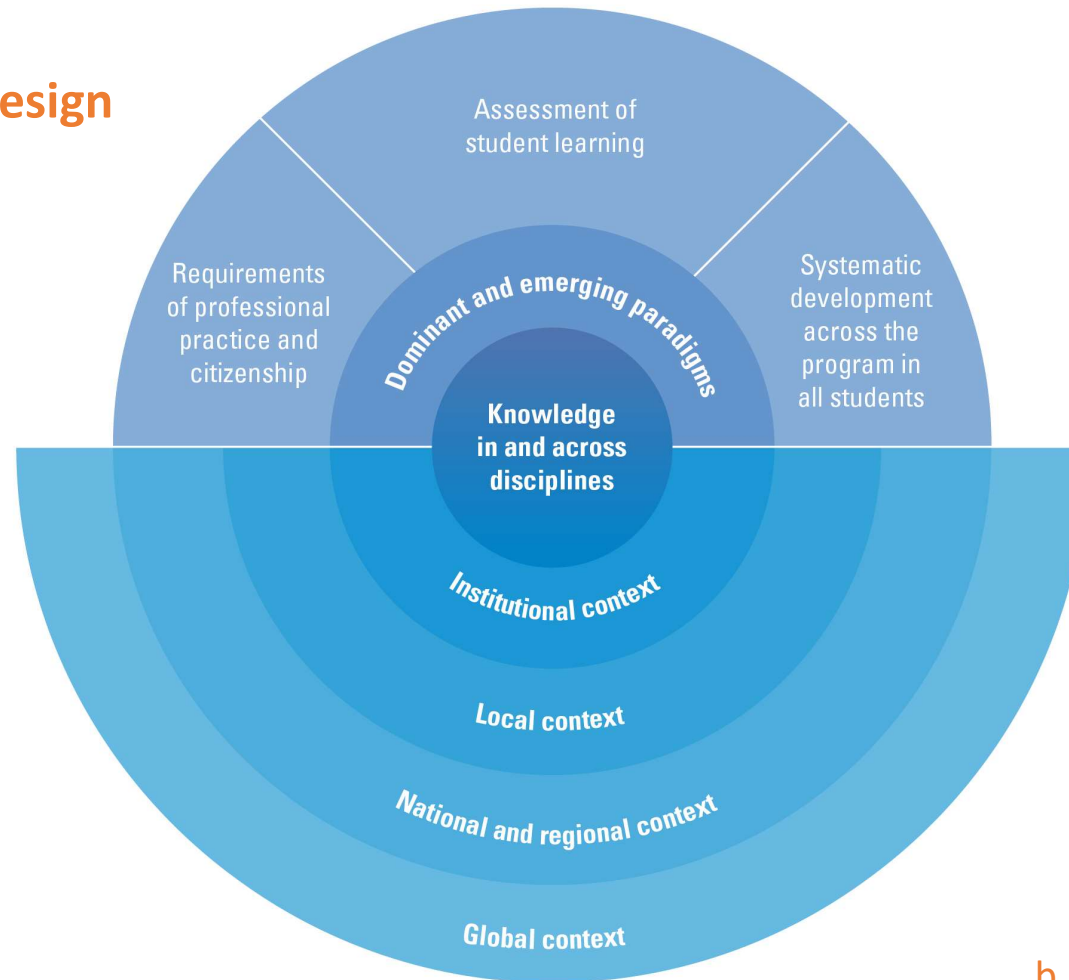 esign
Assessment of
student learning
Requirements
of professional
practice and
citizenship
Dominant and emerging paradigms
Systematic
development
across the
program in
all students
Knowledge
in and across
disciplines
Institutional context
Local context
National and regional context
Global context
h